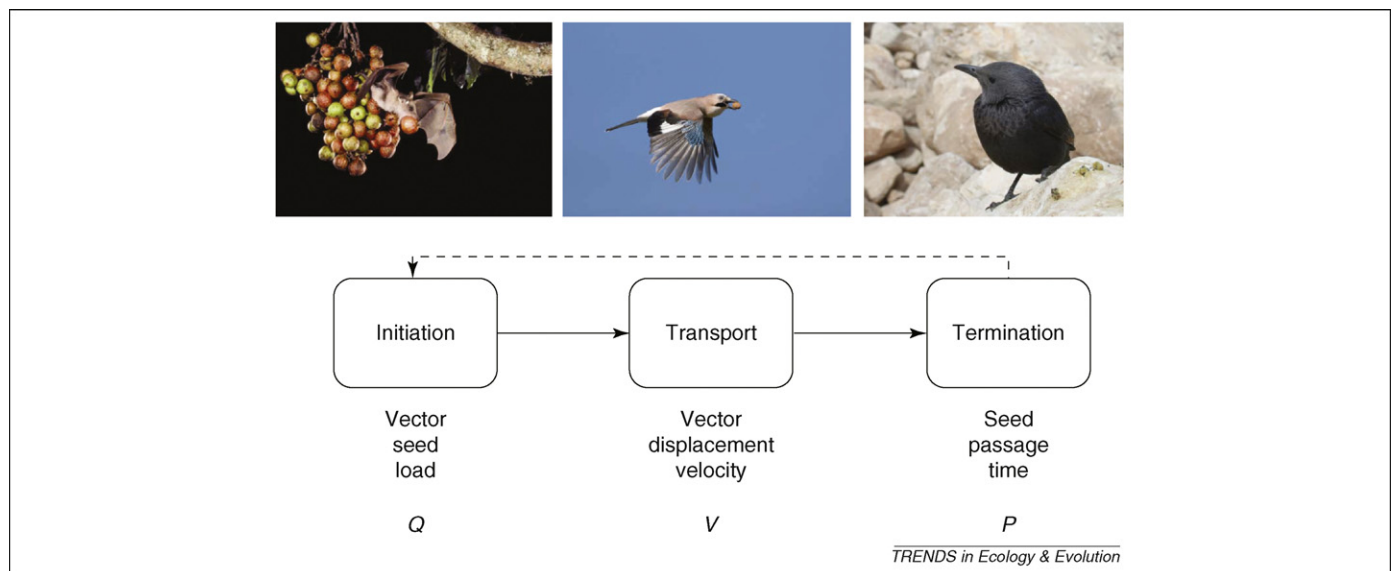 Initiation
Transport
Termination
Vector
seed
load
Vector
displacement
velocity
Seed
passage
time
Q
V
P
TRENDS in Ecology & Evolution